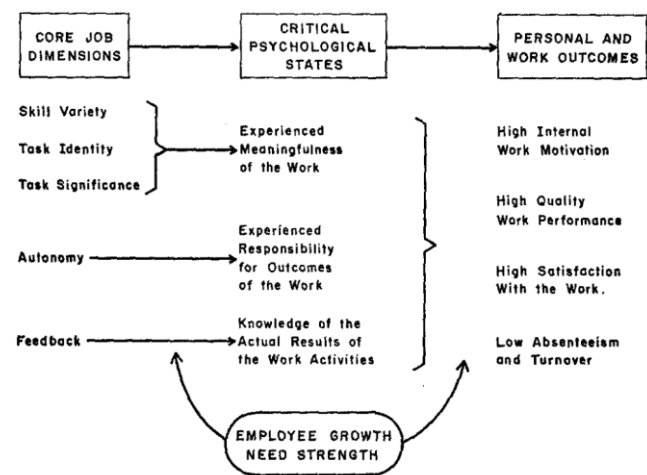 CORE JOB
DIMENSIONS
CRITICAL
PSYCHOLOGICAL
STATES
PERSONAL AND
WORK OUTCOMES
Skill Variety
Task Identity
Task Significance
Experienced
Meaningfulness
of the Work
High Internal
Work Motivation
High Quality
Work Performance
Autonomy
Experienced
Responsibility
for Outcomes
of the Work
High Satisfaction
With the Work.
Feedback
Knowledge of the
Actual Results of
the Work Activities
Low Absenteeism
and Turnover
EMPLOYEE GROWTH
NEED STRENGTH